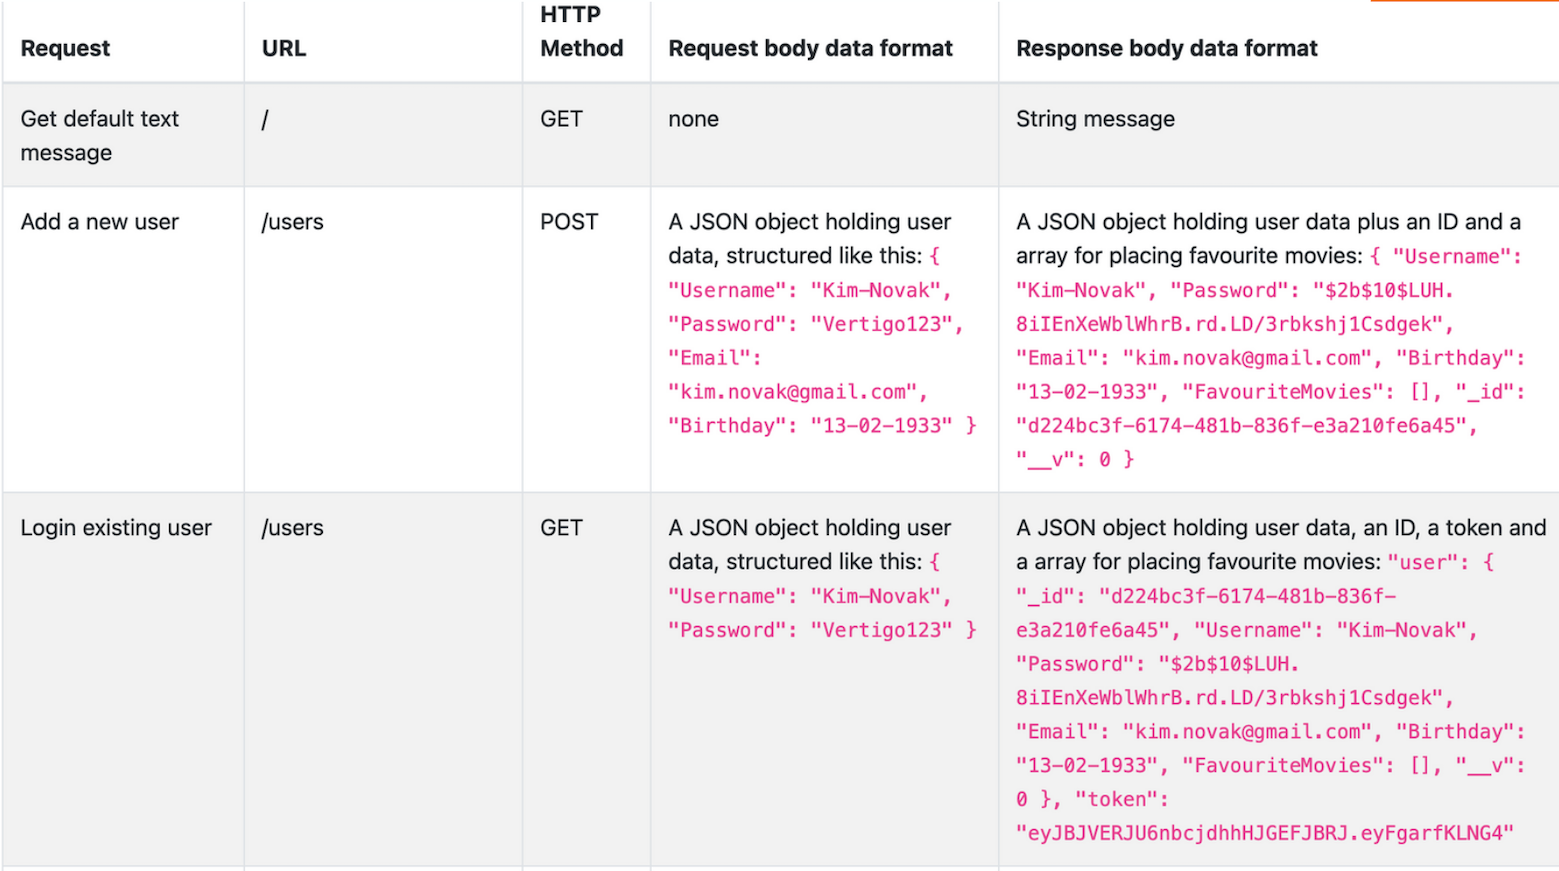 Request
URL
HTTP
Method
Request body data format
Response body data format
Get default text
message
/
GET
none
String message
Add a new user
/users
POST
A JSON object holding user
data, structured like this: {
"Username": "Kim-Novak",
"Password": "Vertigo123",
"Email":
"kim.novak@gmail.com",
"Birthday": "13-02-1933" }
A JSON object holding user data plus an ID and a
array for placing favourite movies: { "Username":
"Kim-Novak", "Password": "$2b$10$LUH.
8iIEnXeWblWhrB.rd.LD/3rbkshj1Csdgek",
"Email": "kim.novak@gmail.com", "Birthday":
"13-02-1933", "FavouriteMovies": [], "_id":
"d224bc3f-6174-481b-836f-e3a210fe6a45",
"__v": 0 }
Login existing user
/users
GET
A JSON object holding user
data, structured like this: {
"Username": "Kim-Novak",
"Password": "Vertigo123" }
A JSON object holding user data, an ID, a token and
a array for placing favourite movies: "user": {
"_id": "d224bc3f-6174-481b-836f-
e3a210fe6a45", "Username": "Kim-Novak",
"Password": "$2b$10$LUH.
8iIEnXeWblWhrB.rd.LD/3rbkshj1Csdgek",
"Email": "kim.novak@gmail.com", "Birthday":
"13-02-1933", "FavouriteMovies": [], "__v":
0 }, "token":
"eyJBJVERJU6nbcjdhhHJGEFJBRJ.eyFgarfKLNG4"